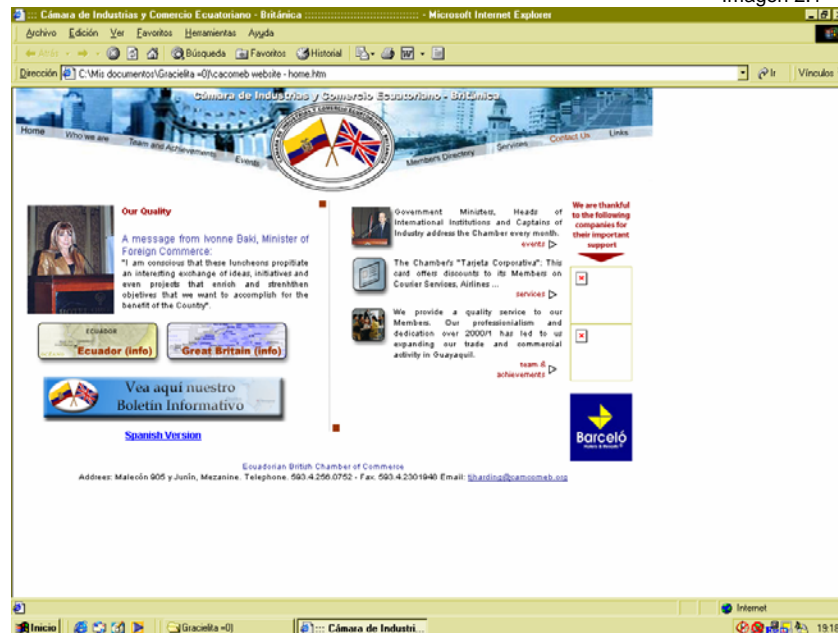 Imagen 2.1
::: Cámara de Industrias y Comercio Ecuatoriano - Británica :::::::::::::::::::::::::::::::::::: - Microsoft Internet Explorer
Archivo Edición Ver Favoritos Herramientas Ayuda
Atrás Búsqueda Favoritos Historial
Dirección C:\Mis documentos\Gracielita =0)\cacomeb website - home.htm Ir Vínculos
Cámara de Industrias y Comercio Ecuatoriano - Británica
Home Who we are Team and Achievements Events Members Directory Services Contact Us Links
Our Quality
A message from Ivonne Baki, Minister of
Foreign Commerce:
"I am conscious that these luncheons propitiate
an interesting exchange of ideas, initiatives and
even projects that enrich and strenhthen
objetives that we want to accomplish for the
benefit of the Country".
ECUADOR
Ecuador (info) Great Britain (info)
Vea aquí nuestro
Boletín Informativo
Spanish Version
Government Ministers, Heads of
International Institutions and Captains of
Industry address the Chamber every month.
events
The Chamber's "Tarjeta Corporativa": This
card offers discounts to its Members on
Courier Services, Airlines ...
services
We provide a quality service to our
Members. Our professionialism and
dedication over 2000/1 has led to us
expanding our trade and commercial
activity in Guayaquil.
team &
achievements
We are thankful
to the following
companies for
their important
support
Barceló
Ecuadorian British Chamber of Commerce
Addrees: Malecón 905 y Junín, Mezanine. Telephone. 593.4.256.0752 - Fax. 593.4.2301948 Email: tjharding@camcomeb.org
Internet
Inicio Gracielita =0) ::: Cámara de Industri... 19:18